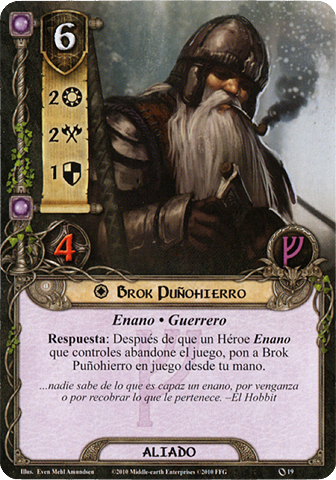 6
2
2
1
4
Brok Puñohierro
Enano • Guerrero
Respuesta: Después de que un Héroe Enano
que controles abandone el juego, pon a Brok
Puñohierro en juego desde tu mano.
...nadie sabe de lo que es capaz un enano, por venganza
o por recobrar lo que le pertenece. –El Hobbit
ALIADO
Illus. Even Mehl Amundsen
©2010 Middle-earth Enterprises ©2010 FFG
19